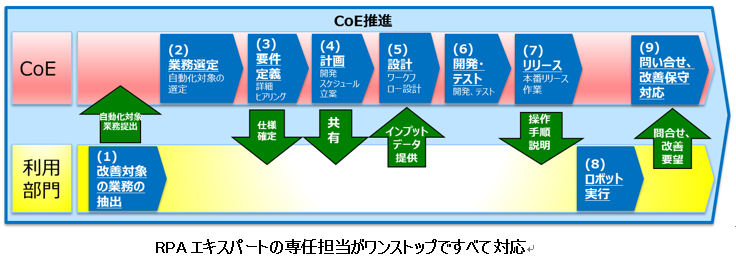 CoE推進
CoE
(2)
業務選定
自動化対象の
選定
(3)
要件
定義
詳細
ヒアリング
(4)
計画
開発
スケジュール
立案
(5)
設計
ワークフ
ロー設計
(6)
開発・
テスト
開発、テスト
(7)
リリース
本番リリース
作業
(9)
問い合せ、
改善保守
対応
自動化対象
業務提出
仕様
確定
共
有
インプット
データ
提供
操作
手順
説明
問合せ、
改善
要望
利用
部門
(1)
改善対象
の業務の
抽出
(8)
ロボット
実行
RPAエキスパートの専任担当がワンストップですべて対応↵